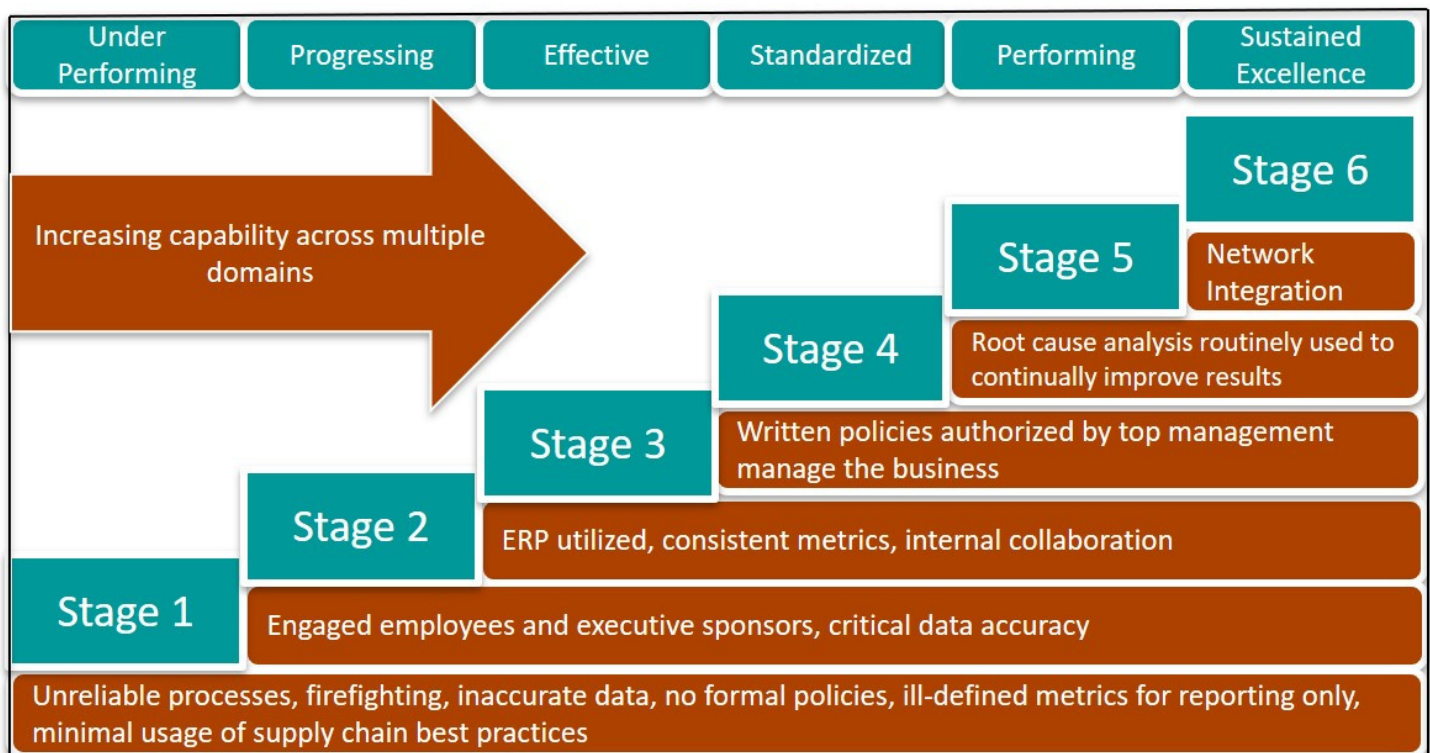 Under
Performing
Progressing
Effective
Standardized
Performing
Sustained
Excellence
Increasing capability across multiple
domains
Stage 6
Network
Integration
Stage 5
Root cause analysis routinely used to
continually improve results
Stage 4
Written policies authorized by top management
manage the business
Stage 3
ERP utilized, consistent metrics, internal collaboration
Stage 2
Engaged employees and executive sponsors, critical data accuracy
Stage 1
Unreliable processes, firefighting, inaccurate data, no formal policies, ill-defined metrics for reporting only,
minimal usage of supply chain best practices